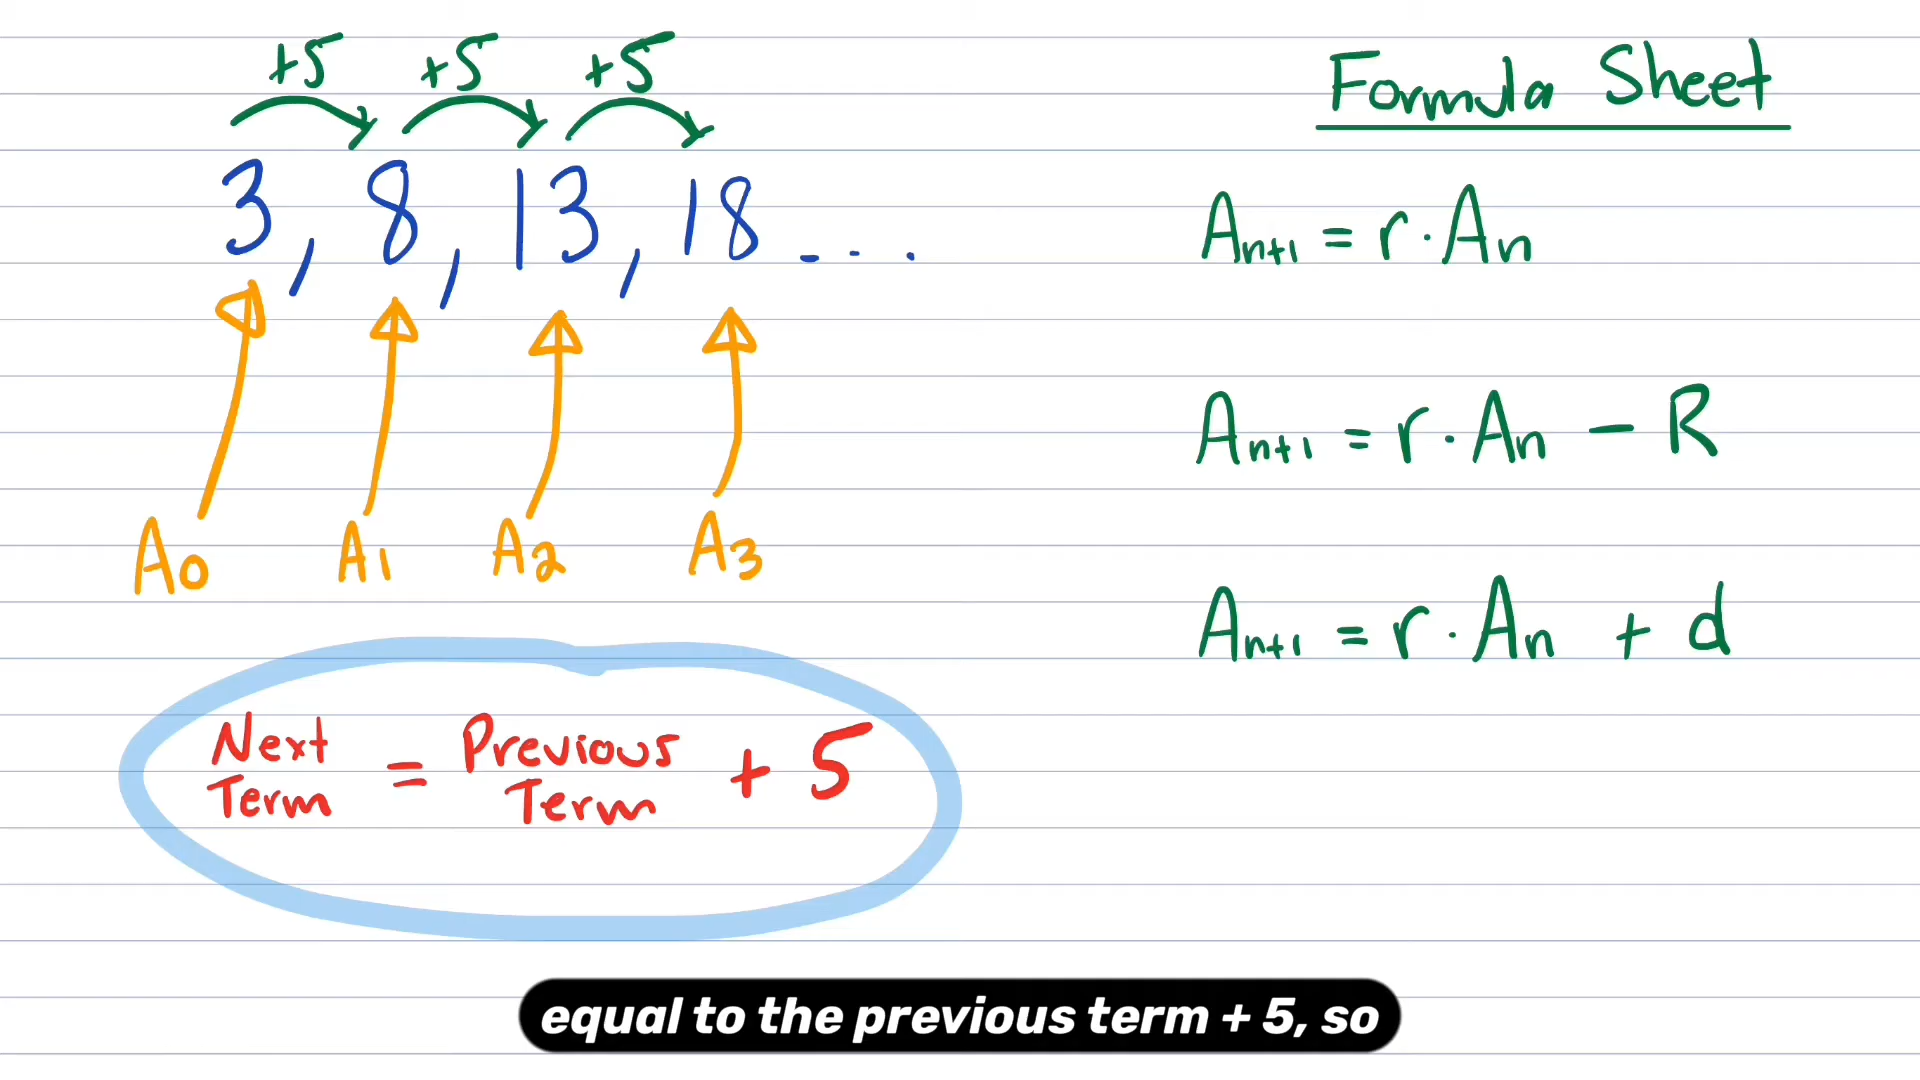 +5 +5 +5
3, 8, 13, 18 ...
A0 A1 A2 A3
Next Term = Previous Term + 5
Formula Sheet
An+1 = r · An
An+1 = r · An − R
An+1 = r · An + d
equal to the previous term + 5, so